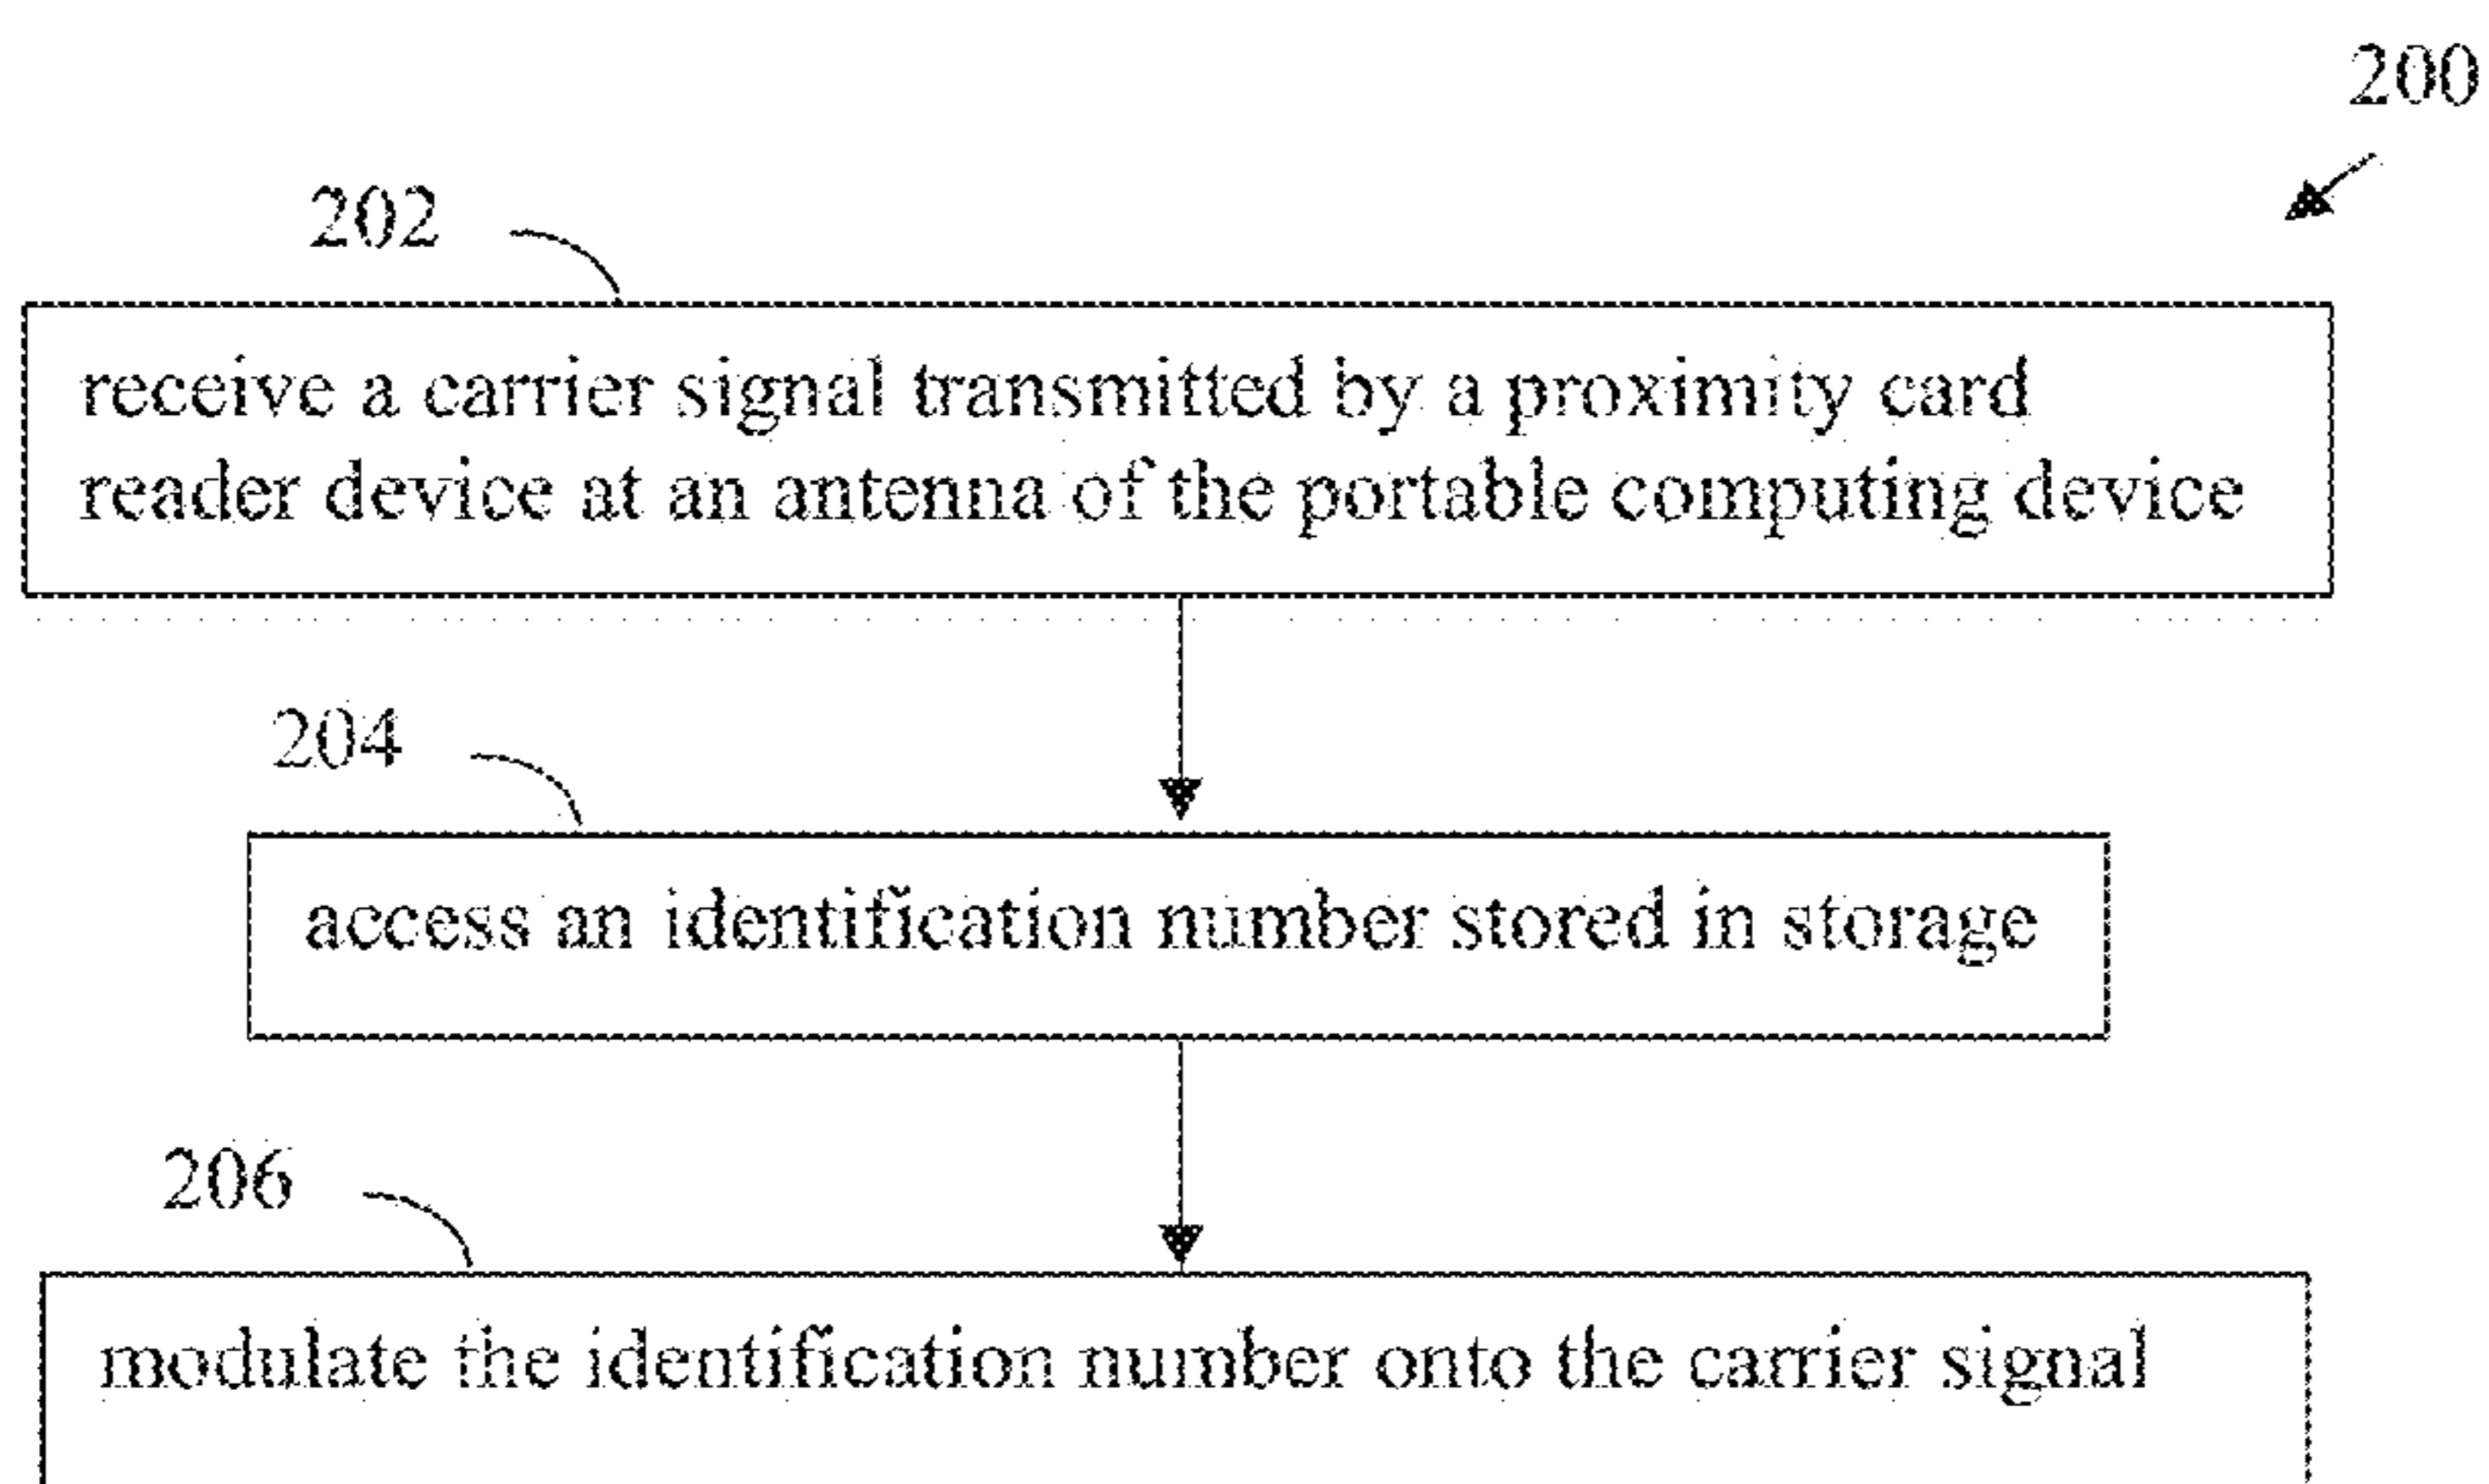 200
202
receive a carrier signal transmitted by a proximity card
reader device at an antenna of the portable computing device
204
access an identification number stored in storage
206
modulate the identification number onto the carrier signal